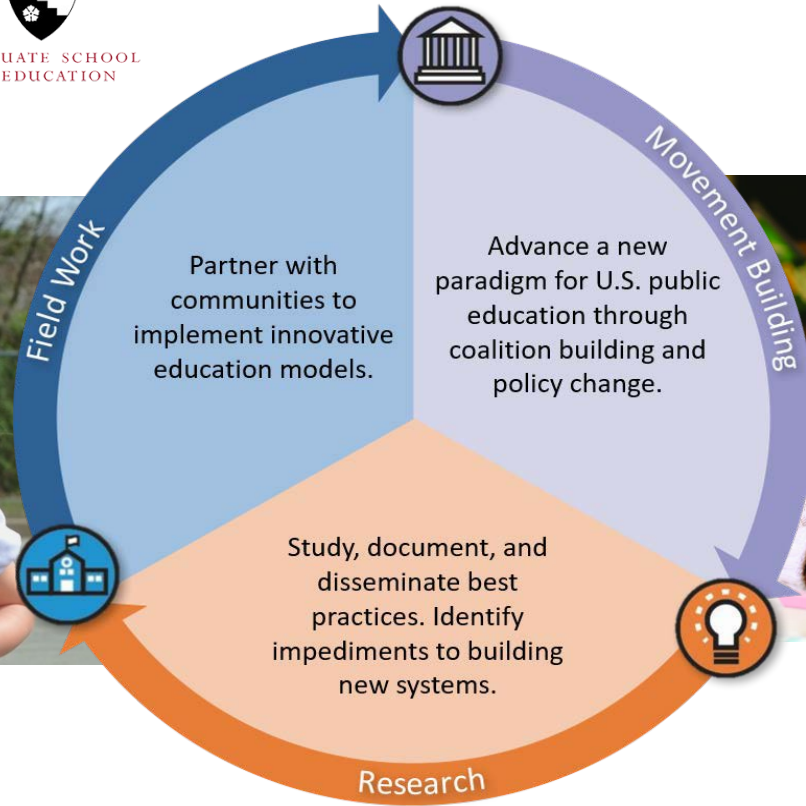 UATE SCHOOL
EDUCATION
Field Work
Partner with
communities to
implement innovative
education models.
Movement Building
Advance a new
paradigm for U.S. public
education through
coalition building and
policy change.
Study, document, and
disseminate best
practices. Identify
impediments to building
new systems.
Research